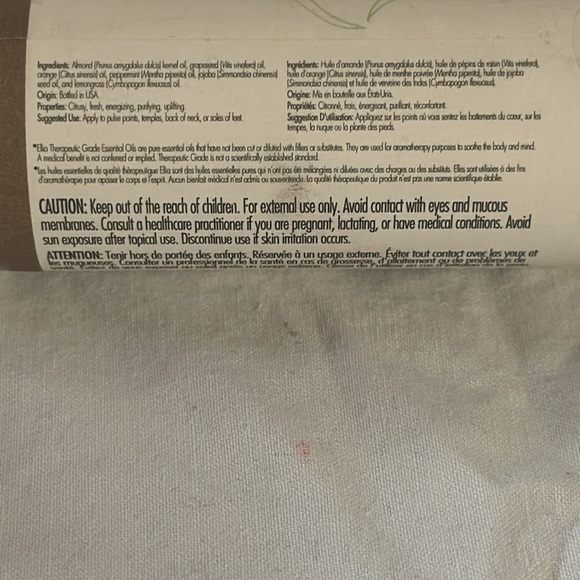 Ingredients: Almond (Prunus amygdalus dulcis) kernel oil, grapeseed (Vitis vinifera) oil,
orange (Citrus sinensis) oil, peppermint (Mentha piperita) oil, jojoba (Simmondsia chinensis)
seed oil, and lemongrass (Cymbopogon flexuosus) oil.
Origin: Bottled in USA.
Properties: Citrusy, fresh, energizing, purifying, uplifting.
Suggested Use: Apply to pulse points, temples, back of neck, or soles of feet.
Ingrédients: Huile d'amande (Prunus amygdalus dulcis), huile de pépins de raisin (Vitis vinifera),
huile d'orange (Citrus sinensis), huile de menthe poivrée (Mentha piperita), huile de jojoba
(Simmondsia chinensis) et huile de verveine des Indes (Cymbopogon flexuosus).
Origine: Mis en bouteille aux États-Unis.
Propriétés: Citronné, frais, énergisant, purifiant, réconfortant.
Suggestion D'utilisation: Appliquez sur les points où vous sentez les battements du cœur, sur les
tempes, la nuque ou la plante des pieds.
*Ellia Therapeutic Grade Essential Oils are pure essential oils that have not been cut or diluted with fillers or substitutes. They are used for aromatherapy purposes to soothe the body and mind.
A medical benefit is not conferred or implied. Therapeutic Grade is not a scientifically established standard.
*Les huiles essentielles de qualité thérapeutique Ellia sont des huiles essentielles pures qui n'ont pas été mélangées ni diluées avec des charges ou des substituts. Elles sont utilisées à des fins
d'aromathérapie pour apaiser le corps et l'esprit. Aucun bienfait médical n'est admis ou sous-entendu. La qualité thérapeutique du produit n'est pas une norme scientifique établie.
CAUTION: Keep out of the reach of children. For external use only. Avoid contact with eyes and mucous
membranes. Consult a healthcare practitioner if you are pregnant, lactating, or have medical conditions. Avoid
sun exposure after topical use. Discontinue use if skin irritation occurs.
ATTENTION: Tenir hors de portée des enfants. Réservée à un usage externe. Éviter tout contact avec les yeux et
les muqueuses. Consulter un professionnel de la santé en cas de grossesse, d'allaitement ou de problèmes de